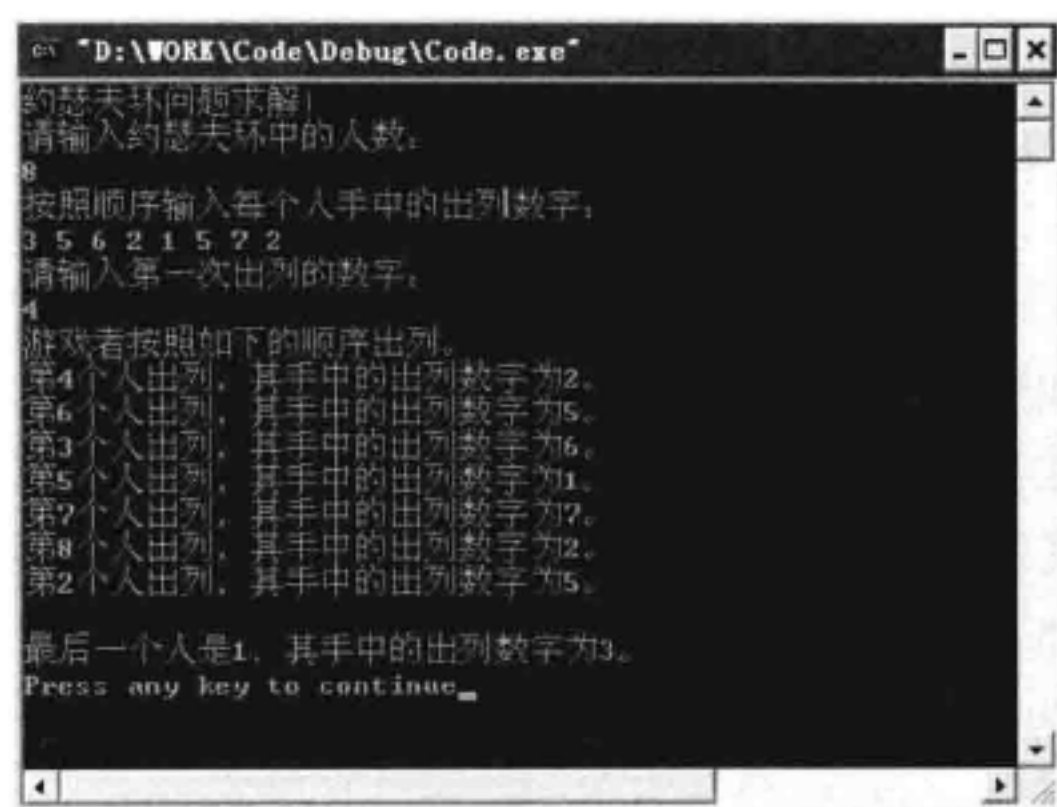 "D:\WORK\Code\Debug\Code.exe"
约瑟夫环问题求解!
请输入约瑟夫环中的人数:
8
按照顺序输入每个人手中的出列数字:
3 5 6 2 1 5 7 2
请输入第一次出列的数字:
4
游戏者按照如下的顺序出列。
第4个人出列, 其手中的出列数字为2。
第6个人出列, 其手中的出列数字为5。
第3个人出列, 其手中的出列数字为6。
第5个人出列, 其手中的出列数字为1。
第7个人出列, 其手中的出列数字为7。
第8个人出列, 其手中的出列数字为2。
第2个人出列, 其手中的出列数字为5。
最后一个人是1, 其手中的出列数字为3。
Press any key to continue_